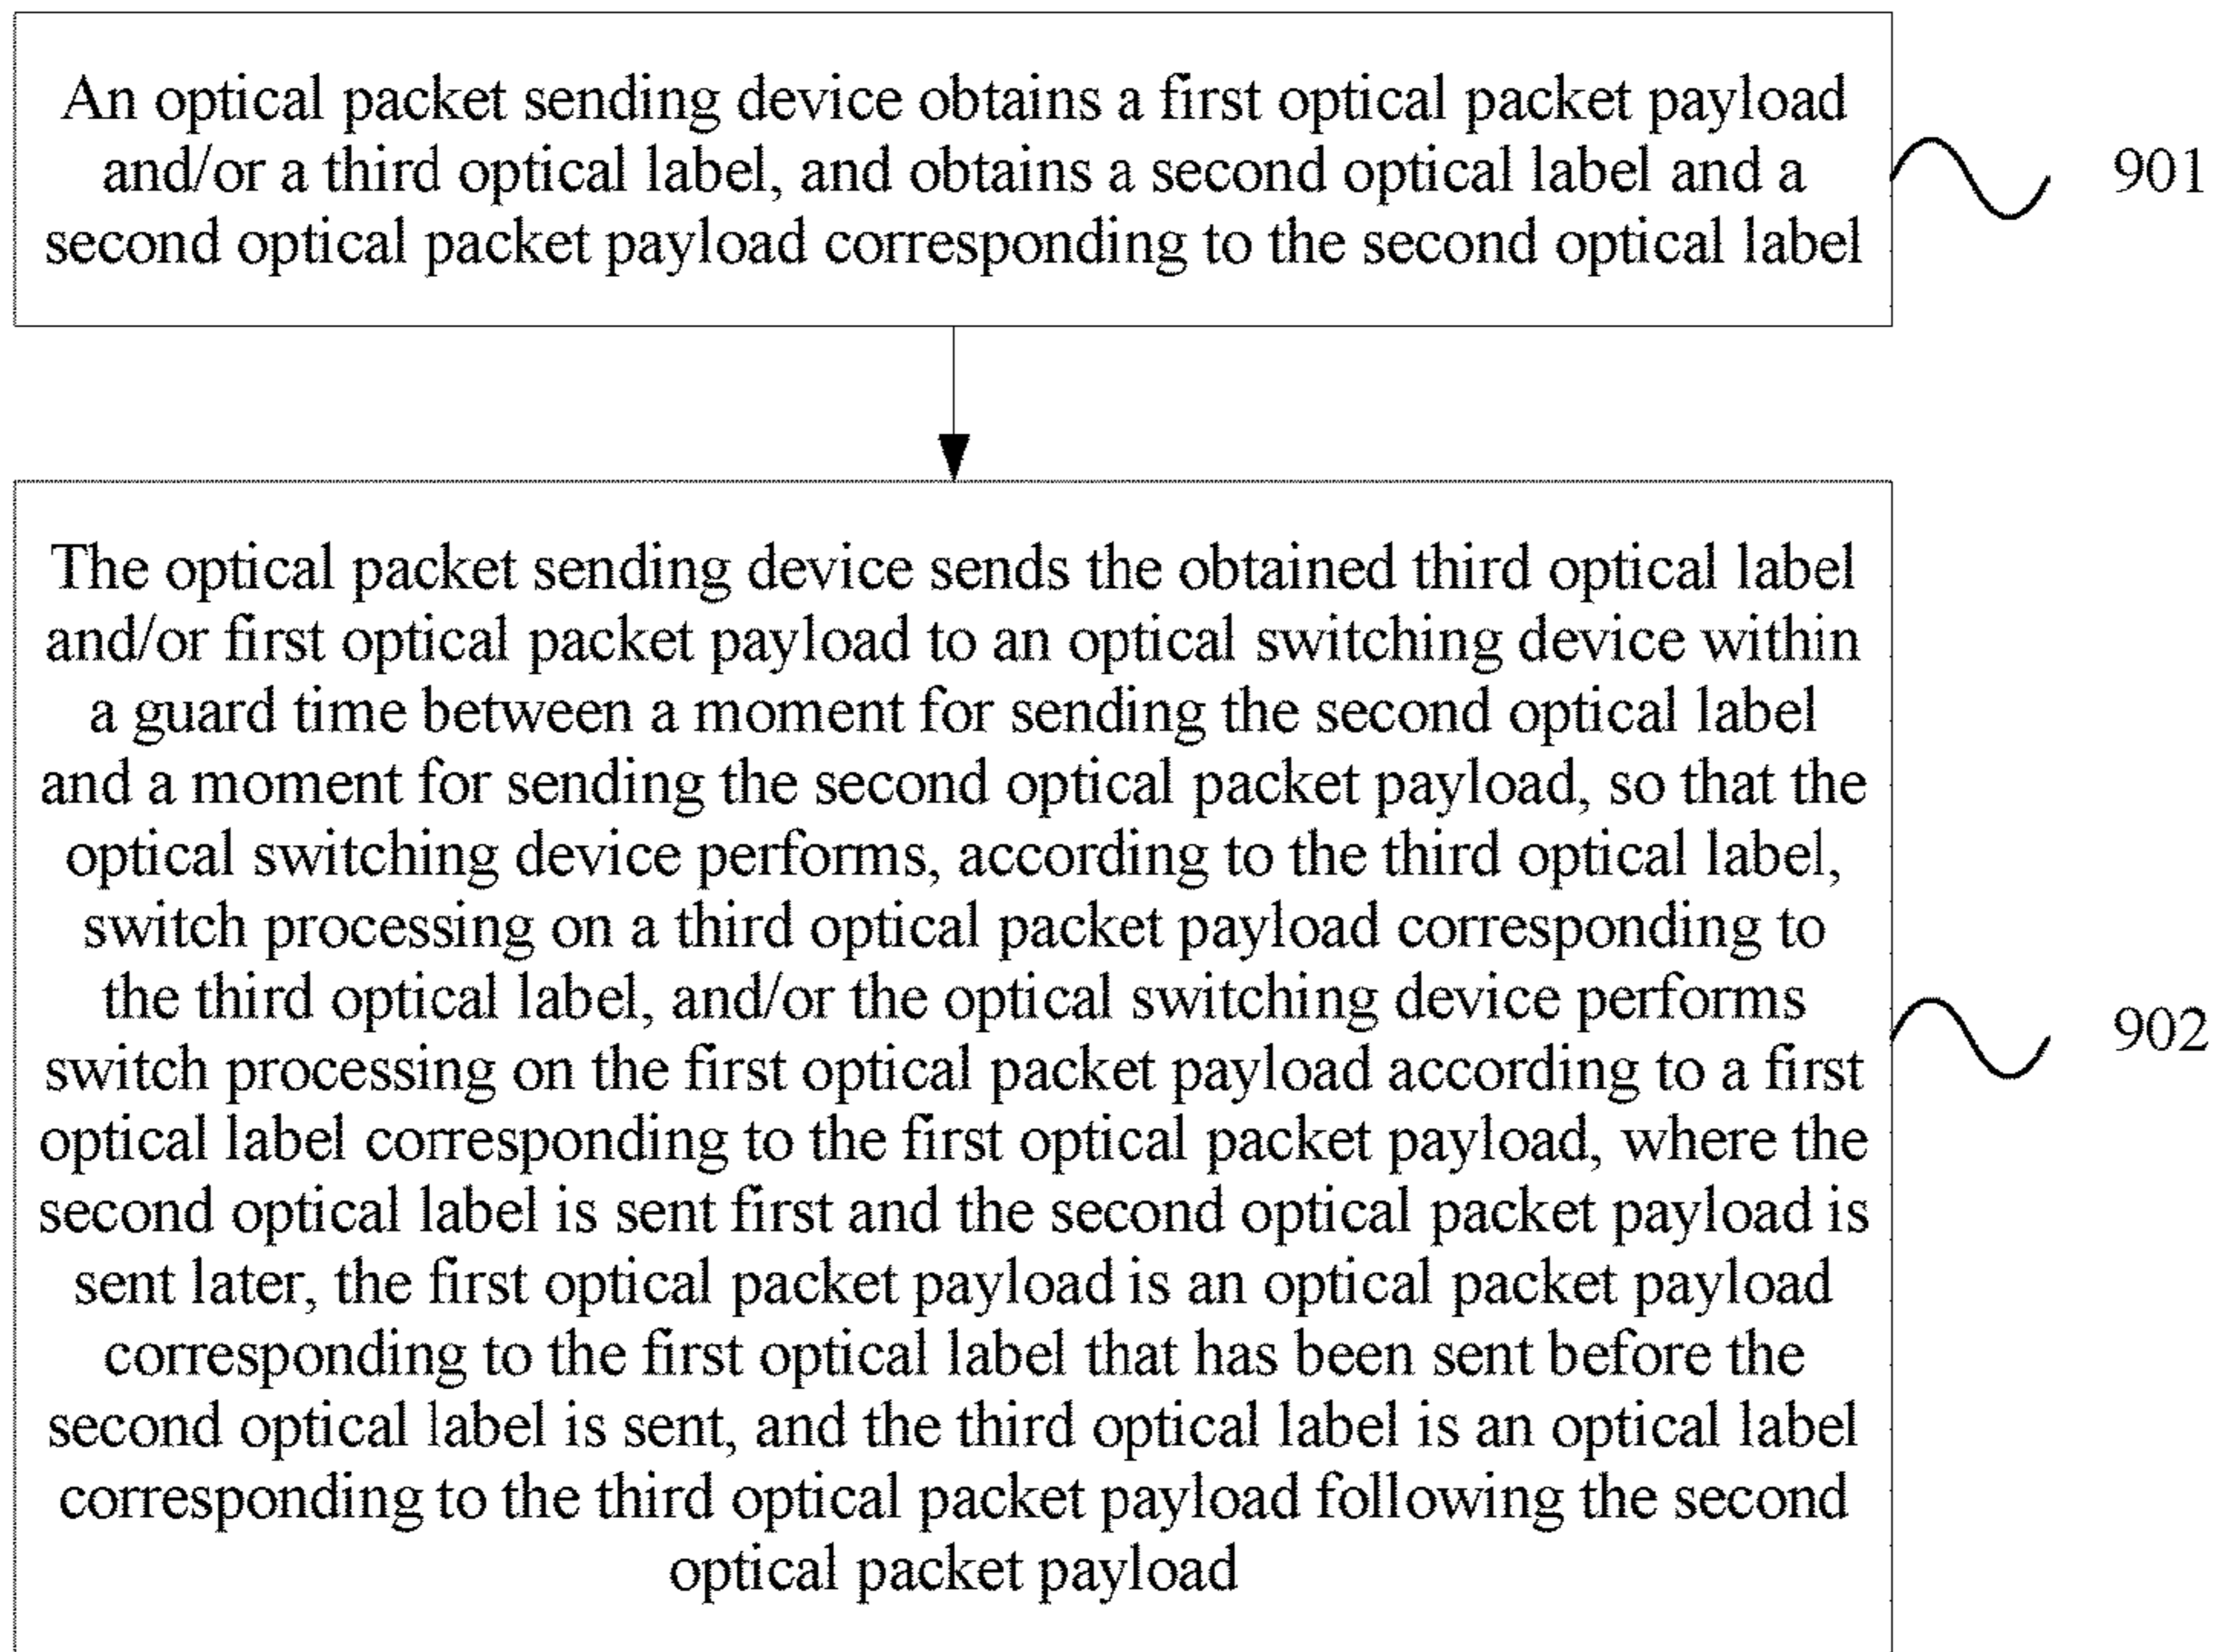 An optical packet sending device obtains a first optical packet payload
and/or a third optical label, and obtains a second optical label and a
second optical packet payload corresponding to the second optical label
901
The optical packet sending device sends the obtained third optical label
and/or first optical packet payload to an optical switching device within
a guard time between a moment for sending the second optical label
and a moment for sending the second optical packet payload, so that the
optical switching device performs, according to the third optical label,
switch processing on a third optical packet payload corresponding to
the third optical label, and/or the optical switching device performs
switch processing on the first optical packet payload according to a first
optical label corresponding to the first optical packet payload, where the
second optical label is sent first and the second optical packet payload is
sent later, the first optical packet payload is an optical packet payload
corresponding to the first optical label that has been sent before the
second optical label is sent, and the third optical label is an optical label
corresponding to the third optical packet payload following the second
optical packet payload
902